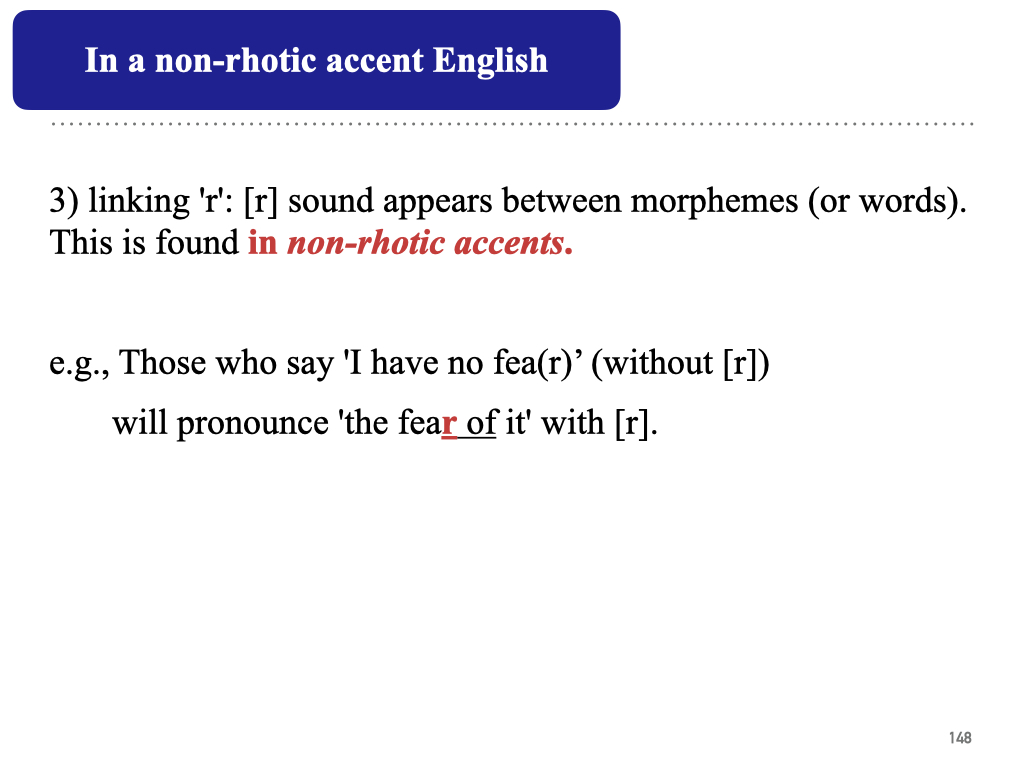 In a non-rhotic accent English
3) linking 'r': [r] sound appears between morphemes (or words).
This is found in non-rhotic accents.
e.g., Those who say 'I have no fea(r)’ (without [r])
will pronounce 'the fear of it' with [r].
148